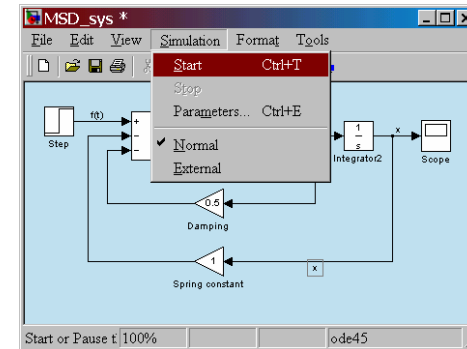 MSD_sys *
File Edit View Simulation Format Tools
Start Ctrl+T
Stop
Parameters... Ctrl+E
Normal
External
f(t)
+
−
−
Step
1
s
Integrator2
x
Scope
0.5
Damping
1
Spring constant
x
Start or Pause t 100% ode45